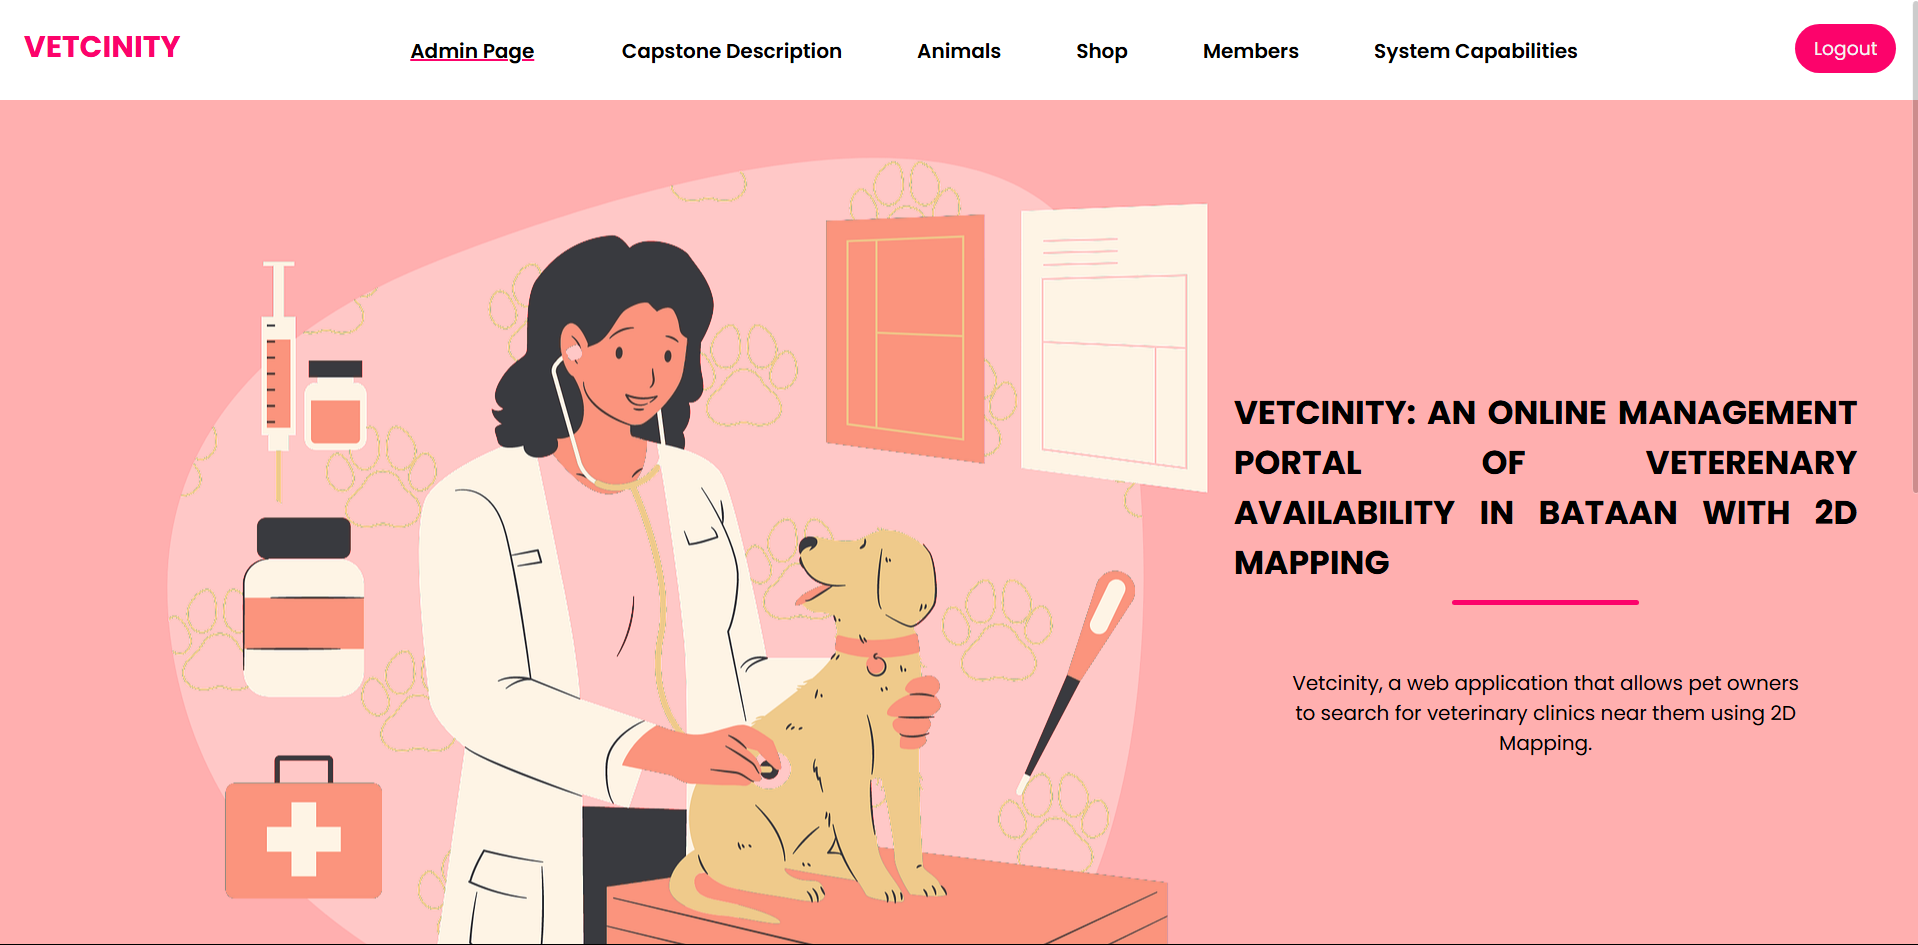 VETCINITY
Admin Page
Capstone Description
Animals
Shop
Members
System Capabilities
Logout
VETCINITY: AN ONLINE MANAGEMENT
PORTAL OF VETERENARY
AVAILABILITY IN BATAAN WITH 2D
MAPPING
Vetcinity, a web application that allows pet owners
to search for veterinary clinics near them using 2D
Mapping.